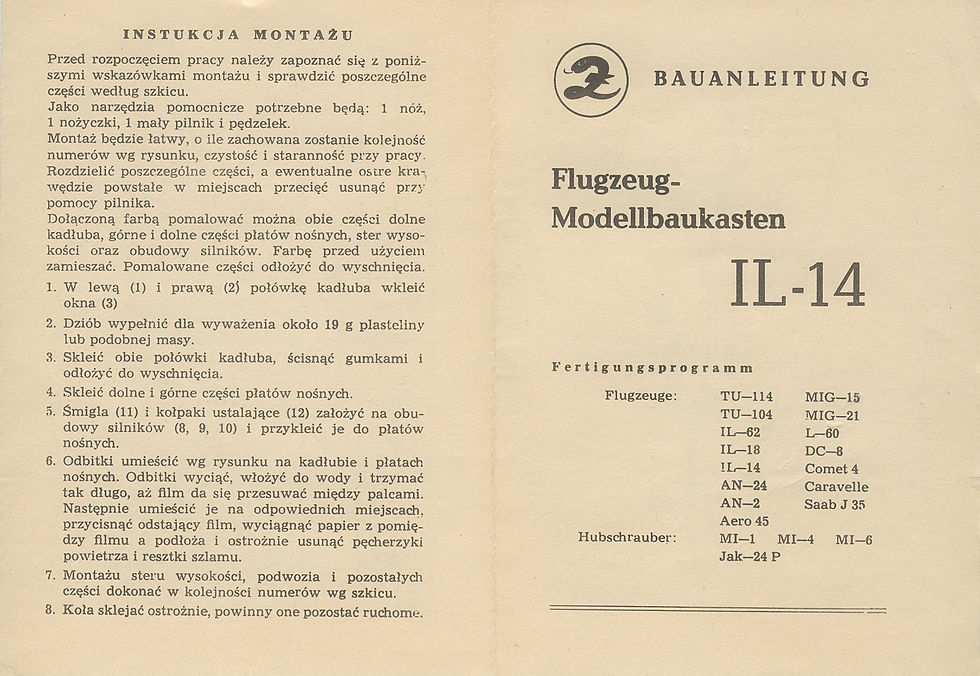 INSTUKCJA MONTAŻU
Przed rozpoczęciem pracy należy zapoznać się z poniż-
szymi wskazówkami montażu i sprawdzić poszczególne
części według szkicu.
Jako narzędzia pomocnicze potrzebne będą: 1 nóż,
1 nożyczki, 1 mały pilnik i pędzelek.
Montaż będzie łatwy, o ile zachowana zostanie kolejność
numerów wg rysunku, czystość i staranność przy pracy.
Rozdzielić poszczególne części, a ewentualne ostre kra-
wędzie powstałe w miejscach przecięć usunąć przy
pomocy pilnika.
Dołączoną farbą pomalować można obie części dolne
kadłuba, górne i dolne części płatów nośnych, ster wyso-
kości oraz obudowy silników. Farbę przed użyciem
zamieszać. Pomalowane części odłożyć do wyschnięcia.
1. W lewą (1) i prawą (2) połówkę kadłuba wkleić
okna (3)
2. Dziób wypełnić dla wyważenia około 19 g plasteliny
lub podobnej masy.
3. Skleić obie połówki kadłuba, ścisnąć gumkami i
odłożyć do wyschnięcia.
4. Skleić dolne i górne części płatów nośnych.
5. Śmigla (11) i kołpaki ustalające (12) założyć na obu-
dowy silników (8, 9, 10) i przykleić je do płatów
nośnych.
6. Odbitki umieścić wg rysunku na kadłubie i płatach
nośnych. Odbitki wyciąć, włożyć do wody i trzymać
tak długo, aż film da się przesuwać między palcami.
Następnie umieścić je na odpowiednich miejscach,
przycisnąć odstający film, wyciągnąć papier z pomię-
dzy filmu a podłoża i ostrożnie usunąć pęcherzyki
powietrza i resztki szlamu.
7. Montażu steru wysokości, podwozia i pozostałych
części dokonać w kolejności numerów wg szkicu.
8. Koła sklejać ostrożnie, powinny one pozostać ruchome.
BAUANLEITUNG
Flugzeug-
Modellbaukasten
IL-14
Fertigungsprogramm
Flugzeuge: TU—114 MIG—15
TU—104 MIG—21
IL—62 L—60
IL—18 DC—8
IL—14 Comet 4
AN—24 Caravelle
AN—2 Saab J 35
Aero 45
Hubschrauber: MI—1 MI—4 MI—6
Jak—24 P